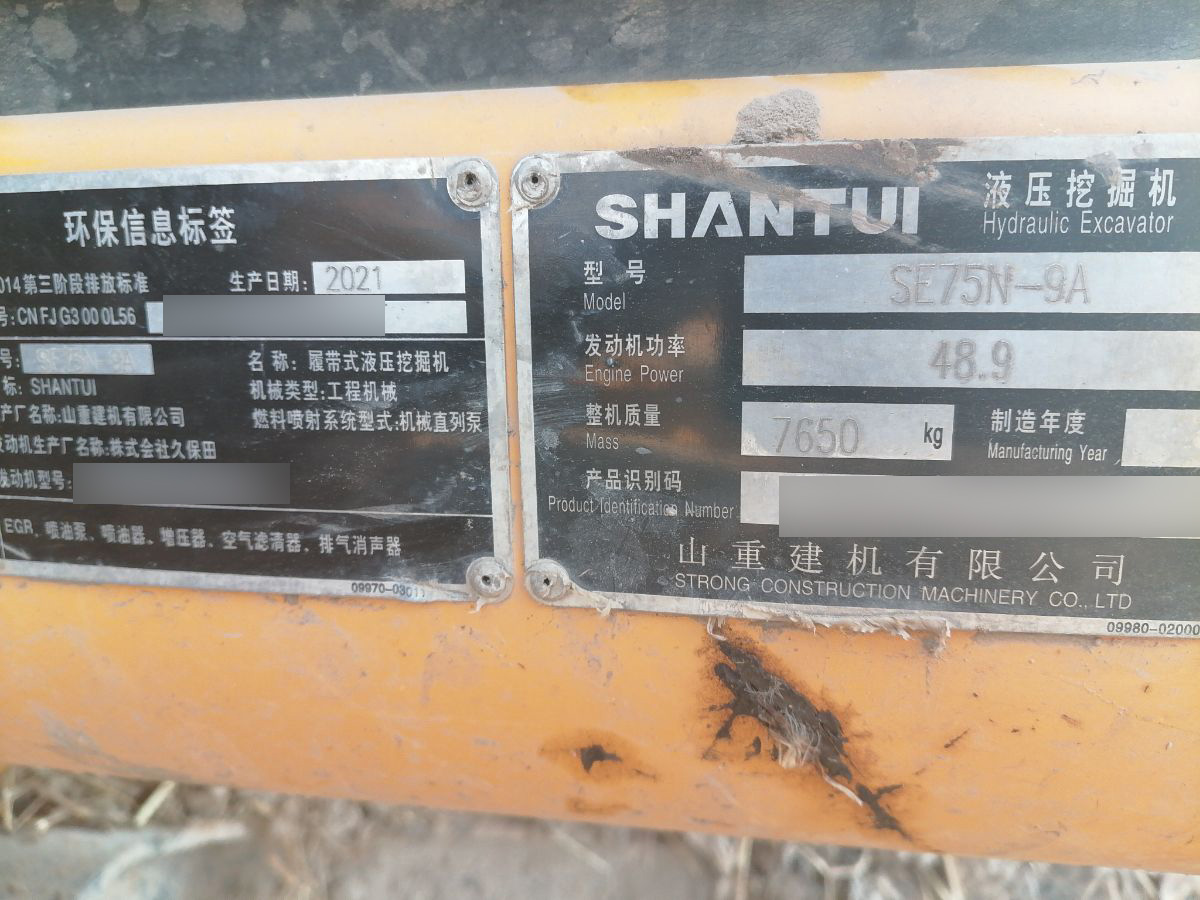 环保信息标签
014第三阶段排放标准 生产日期: 2021
号:CN FJ G3 00 0L56
号: SE75N-9A 名 称: 履带式液压挖掘机
标: SHANTUI 机械类型:工程机械
产厂名称:山重建机有限公司 燃料喷射系统型式:机械直列泵
发动机生产厂名称:株式会社久保田
发动机型号:
EGR、喷油泵、喷油器、增压器、空气滤清器、排气消声器
09970-03011
SHANTUI 液压挖掘机
Hydraulic Excavator
型 号 SE75N-9A
Model
发动机功率 48.9
Engine Power
整机质量 7650 kg 制造年度
Mass Manufacturing Year
产品识别码
Product Identification Number
山重建机有限公司
STRONG CONSTRUCTION MACHINERY CO., LTD
09980-02000